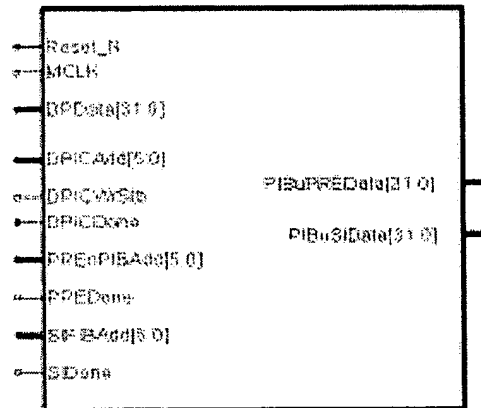 Reset_N
MCLK
DPData[31:0]
DPICAdd[5:0]
DPICWrStb
DPICDone
PREnPIBAdd[5:0]
PREDone
SIPIBAdd[5:0]
SIDone
PIBuPREData[31:0]
PIBuSIData[31:0]